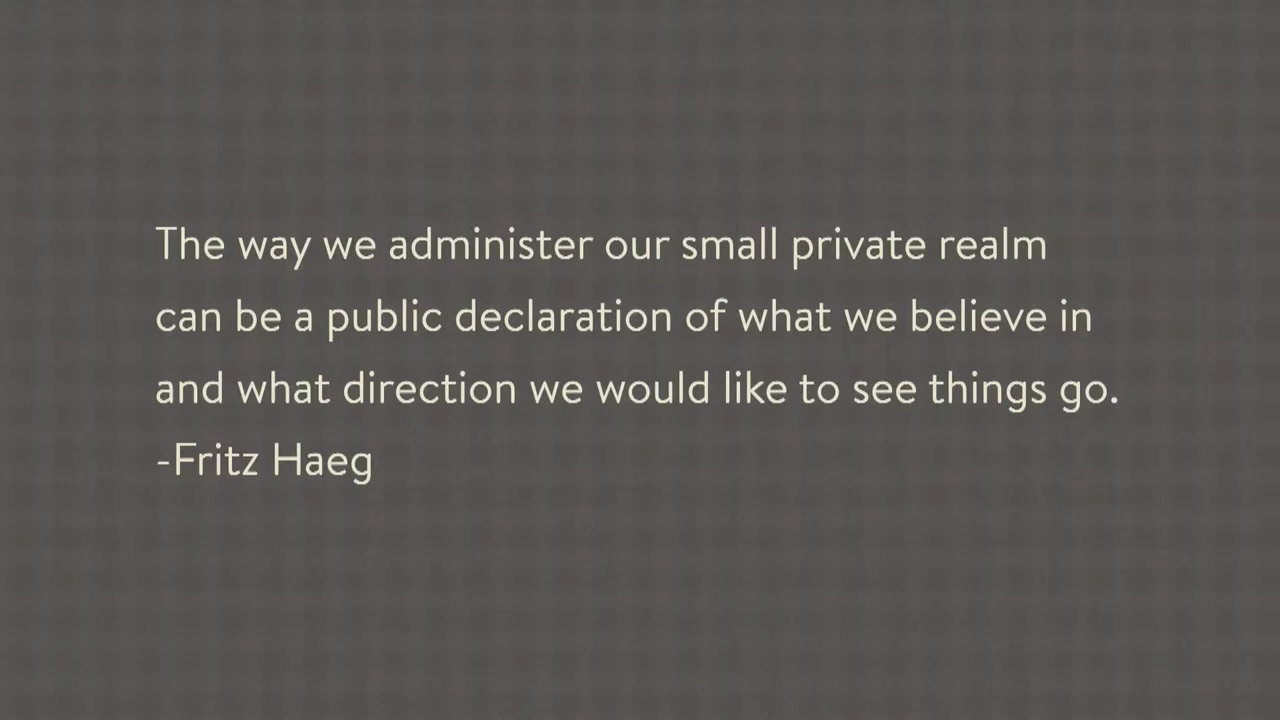 The way we administer our small private realm
can be a public declaration of what we believe in
and what direction we would like to see things go.
-Fritz Haeg